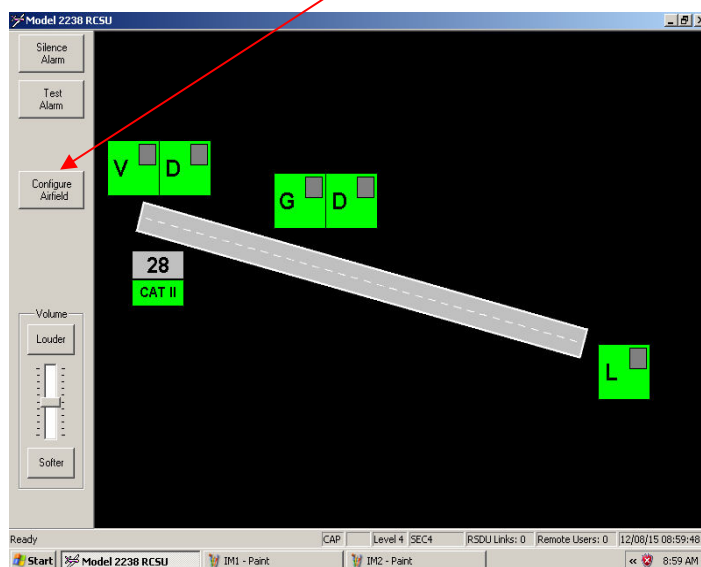 Model 2238 RCSU
Silence
Alarm
Test
Alarm
Configure
Airfield
V D
G D
28
CAT II
L
Volume
Louder
Softer
Ready
CAP
Level 4
SEC4
RSDU Links: 0
Remote Users: 0
12/08/15 08:59:48
Start
Model 2238 RCSU
IM1 - Paint
IM2 - Paint
«
8:59 AM